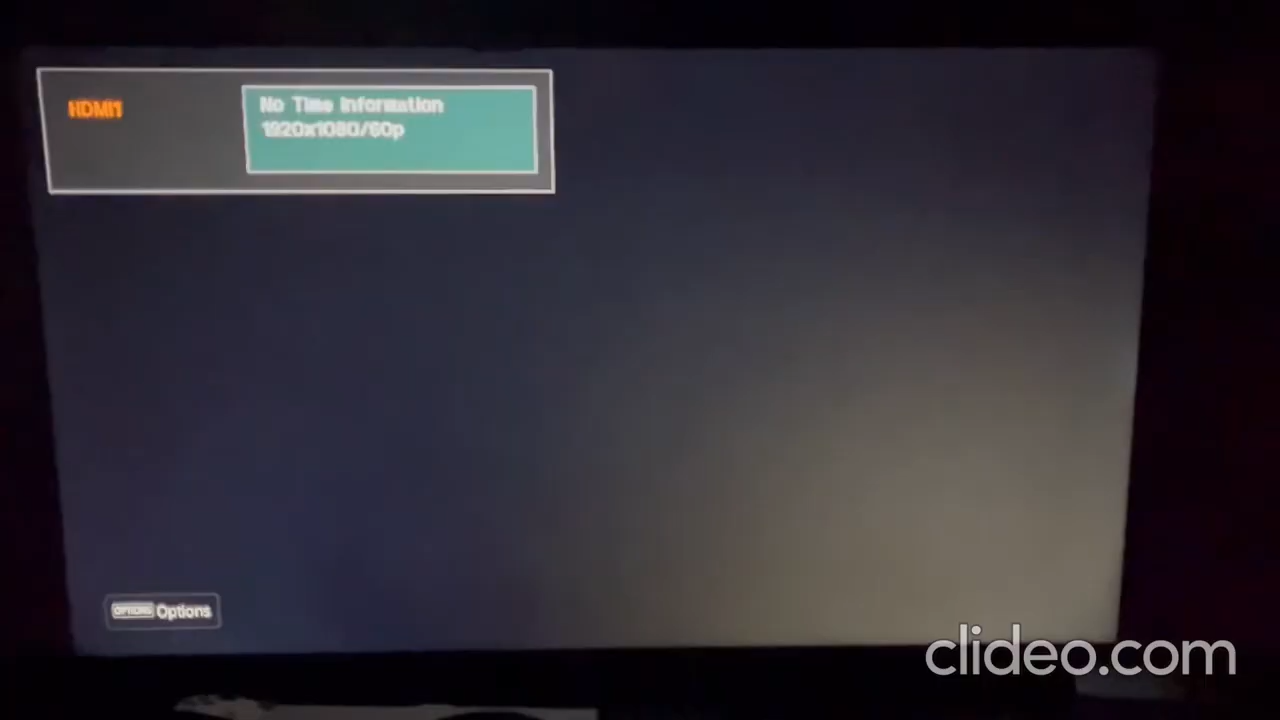 HDMI1
No Time Information
1920x1080/60p
OPTIONS Options
clideo.com